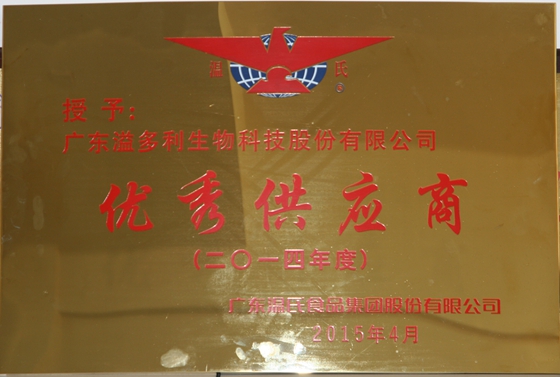 温 氏
®
授 予:
广东溢多利生物科技股份有限公司
优秀供应商
(二〇一四年度)
广东温氏食品集团股份有限公司
2015年4月